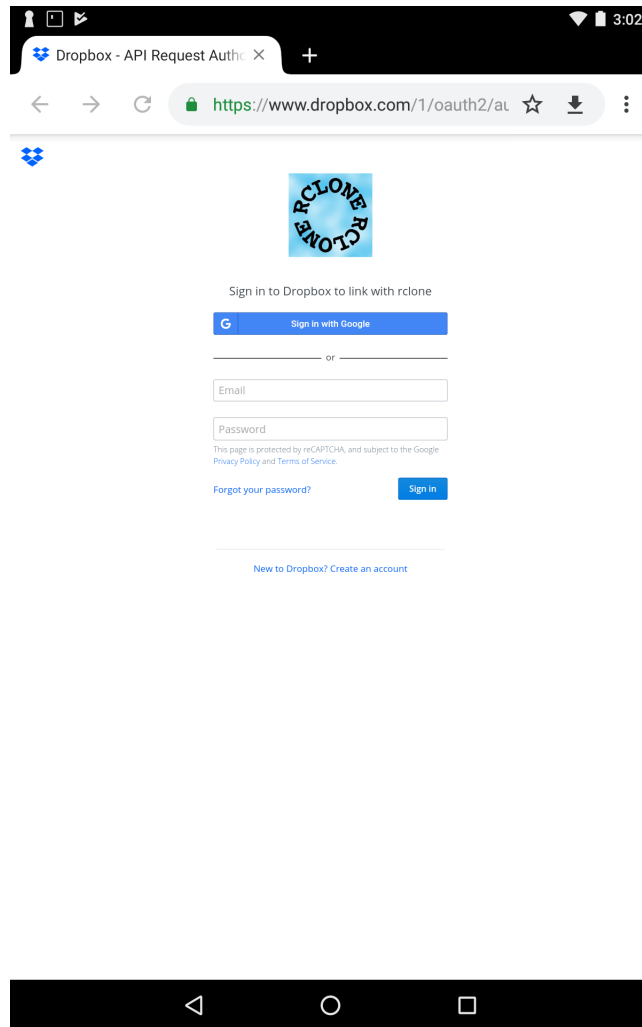 3:02
Dropbox - API Request Autho
https://www.dropbox.com/1/oauth2/au
RCLONE RCLONE
Sign in to Dropbox to link with rclone
G Sign in with Google
or
Email
Password
This page is protected by reCAPTCHA, and subject to the Google
Privacy Policy and Terms of Service.
Forgot your password? Sign in
New to Dropbox? Create an account